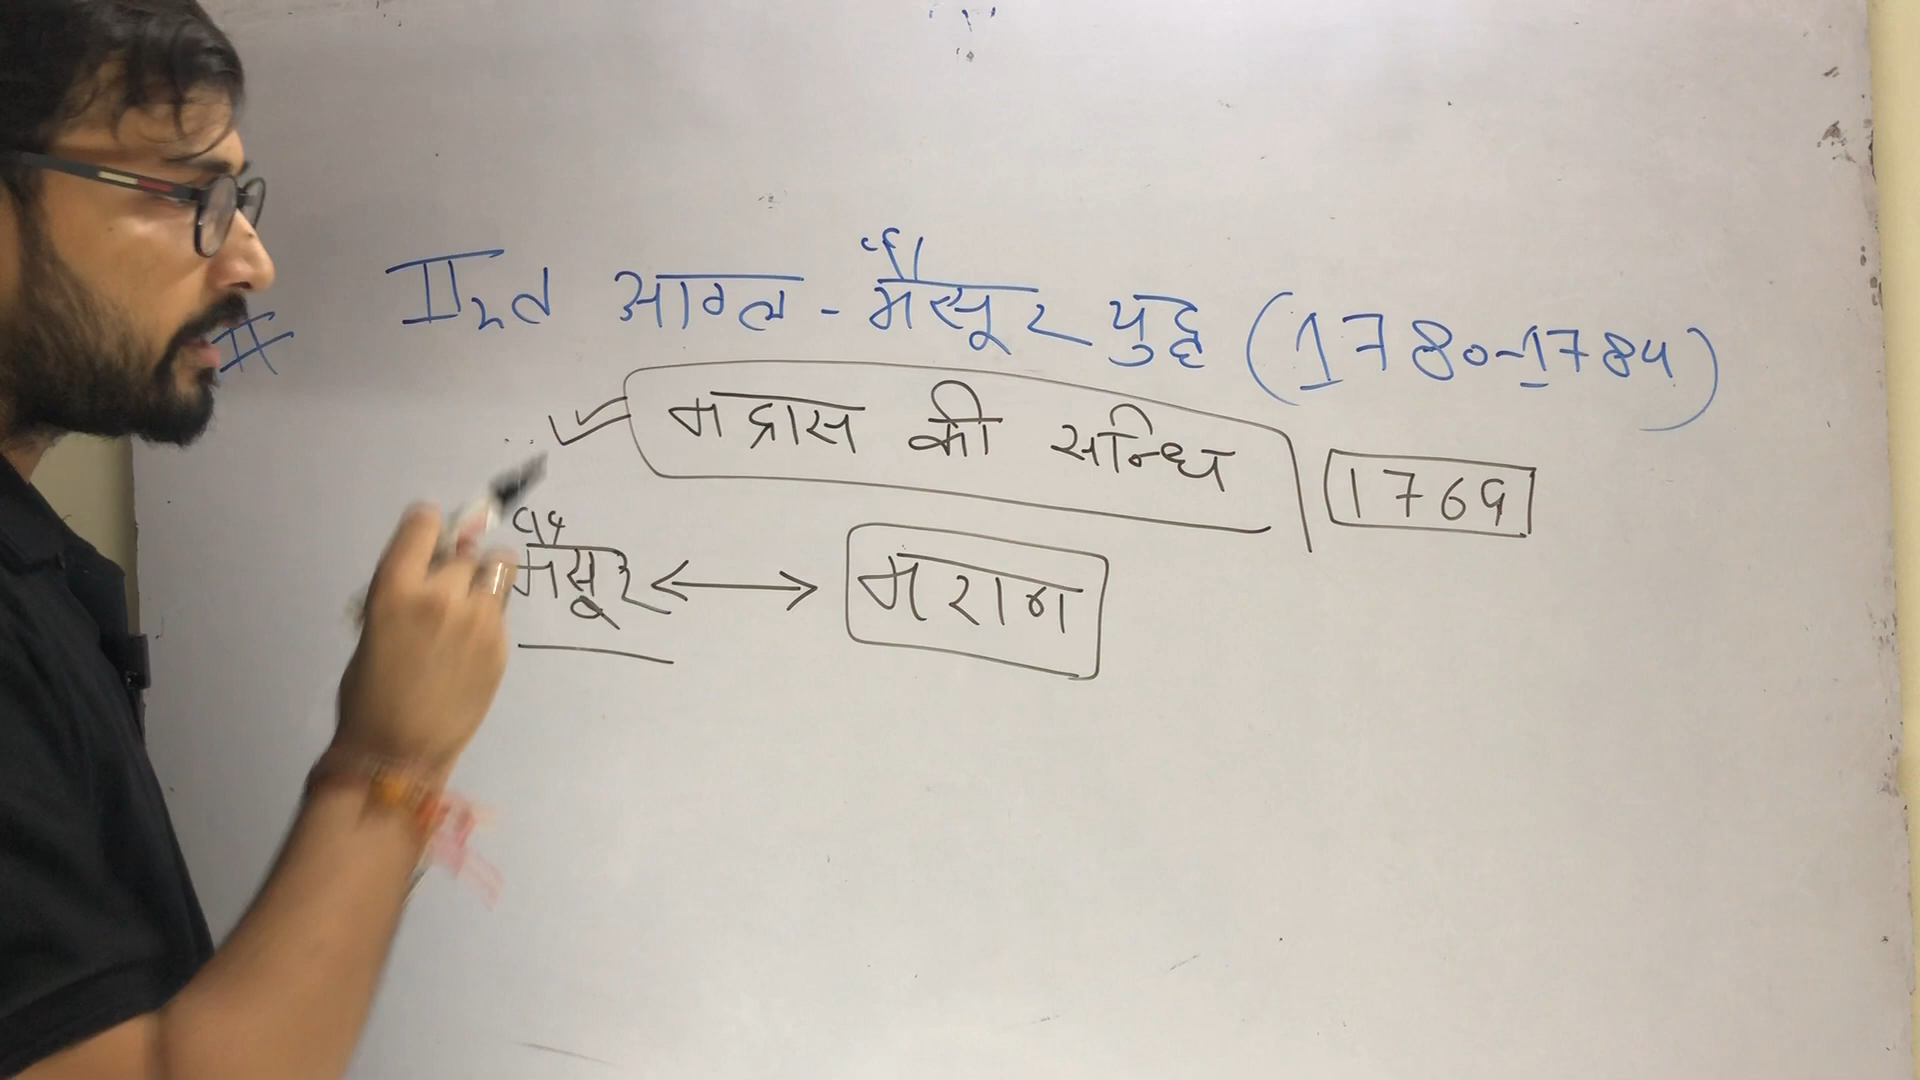 # IInd आंग्ल - मैसूर युद्ध (1780-1784)
मद्रास की सन्धि 1769
मैसूर ↔ मराठा